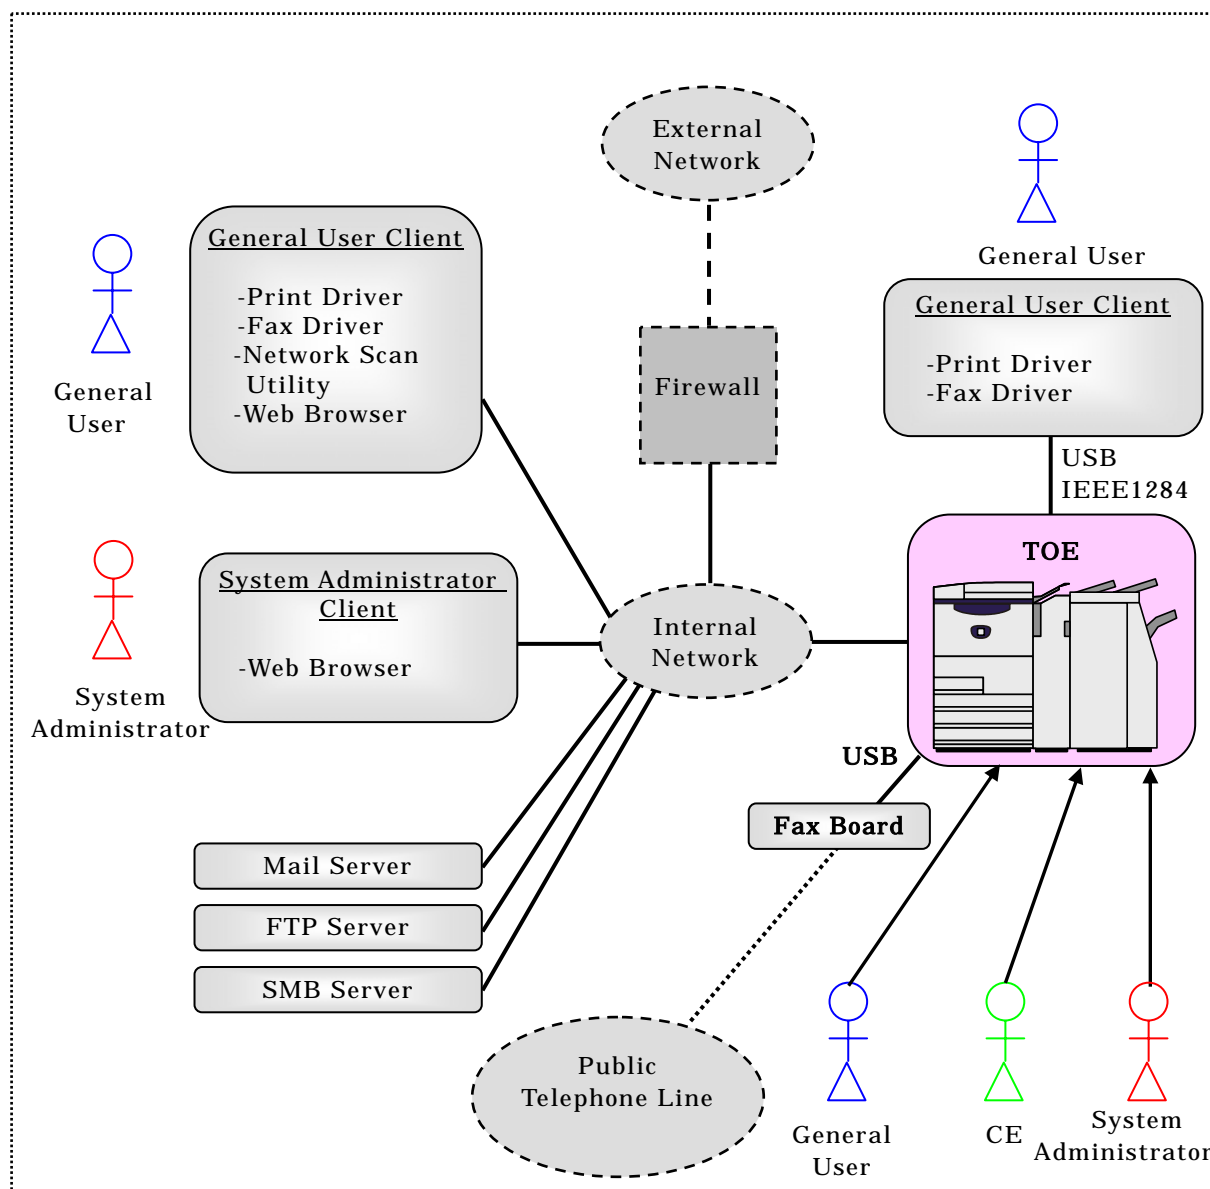 External
Network
General User
General User Client
-Print Driver
-Fax Driver
-Network Scan
Utility
-Web Browser
General
User
Firewall
General User Client
-Print Driver
-Fax Driver
USB
IEEE1284
TOE
System Administrator
Client
-Web Browser
System
Administrator
Internal
Network
USB
Fax Board
Mail Server
FTP Server
SMB Server
Public
Telephone Line
General
User
CE
System
Administrator